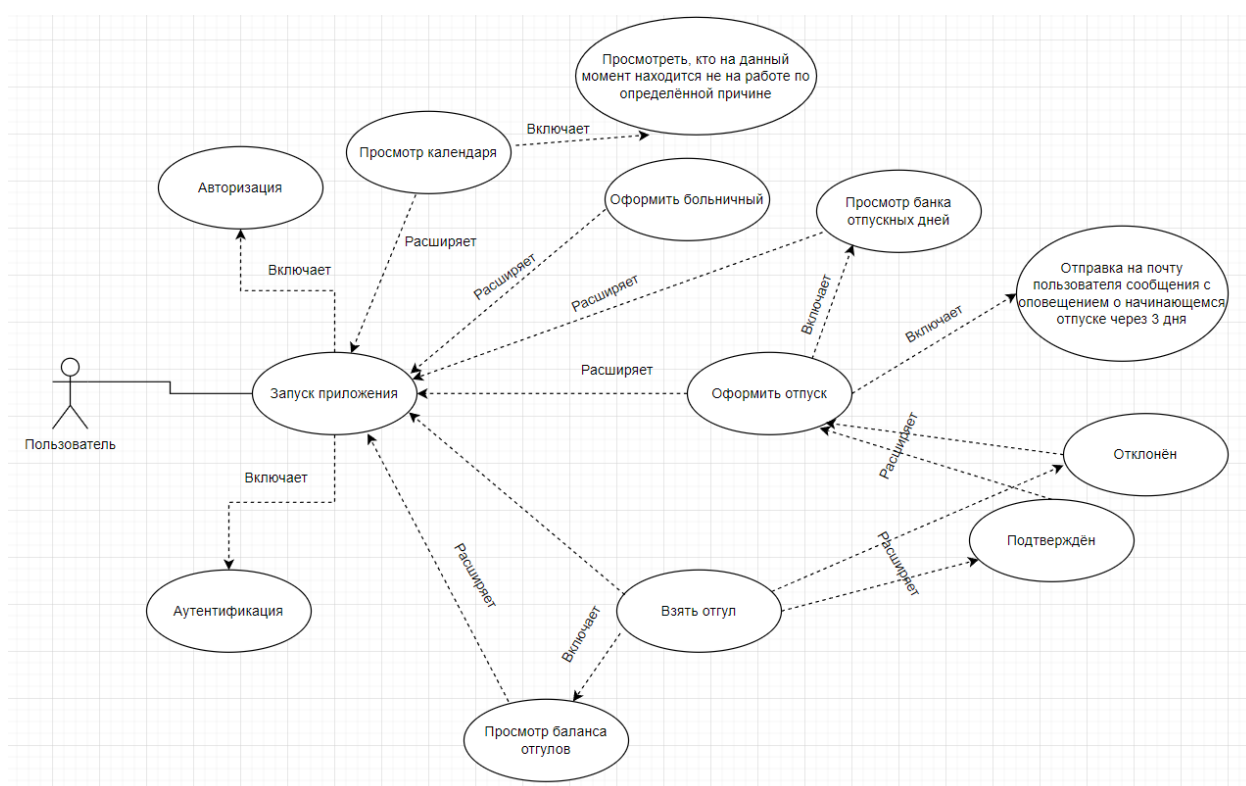 Просмотреть, кто на данный
момент находится не на работе по
определённой причине
Включает
Просмотр календаря
Авторизация
Оформить больничный
Просмотр банка
отпускных дней
Расширяет
Включает
Расширяет
Расширяет
Включает
Отправка на почту
пользователя сообщения с
оповещением о начинающемся
отпуске через 3 дня
Включает
Расширяет
Запуск приложения
Оформить отпуск
Пользователь
Расширяет
Отклонён
Включает
Подтверждён
Расширяет
Расширяет
Аутентификация
Взять отгул
Включает
Просмотр баланса
отгулов